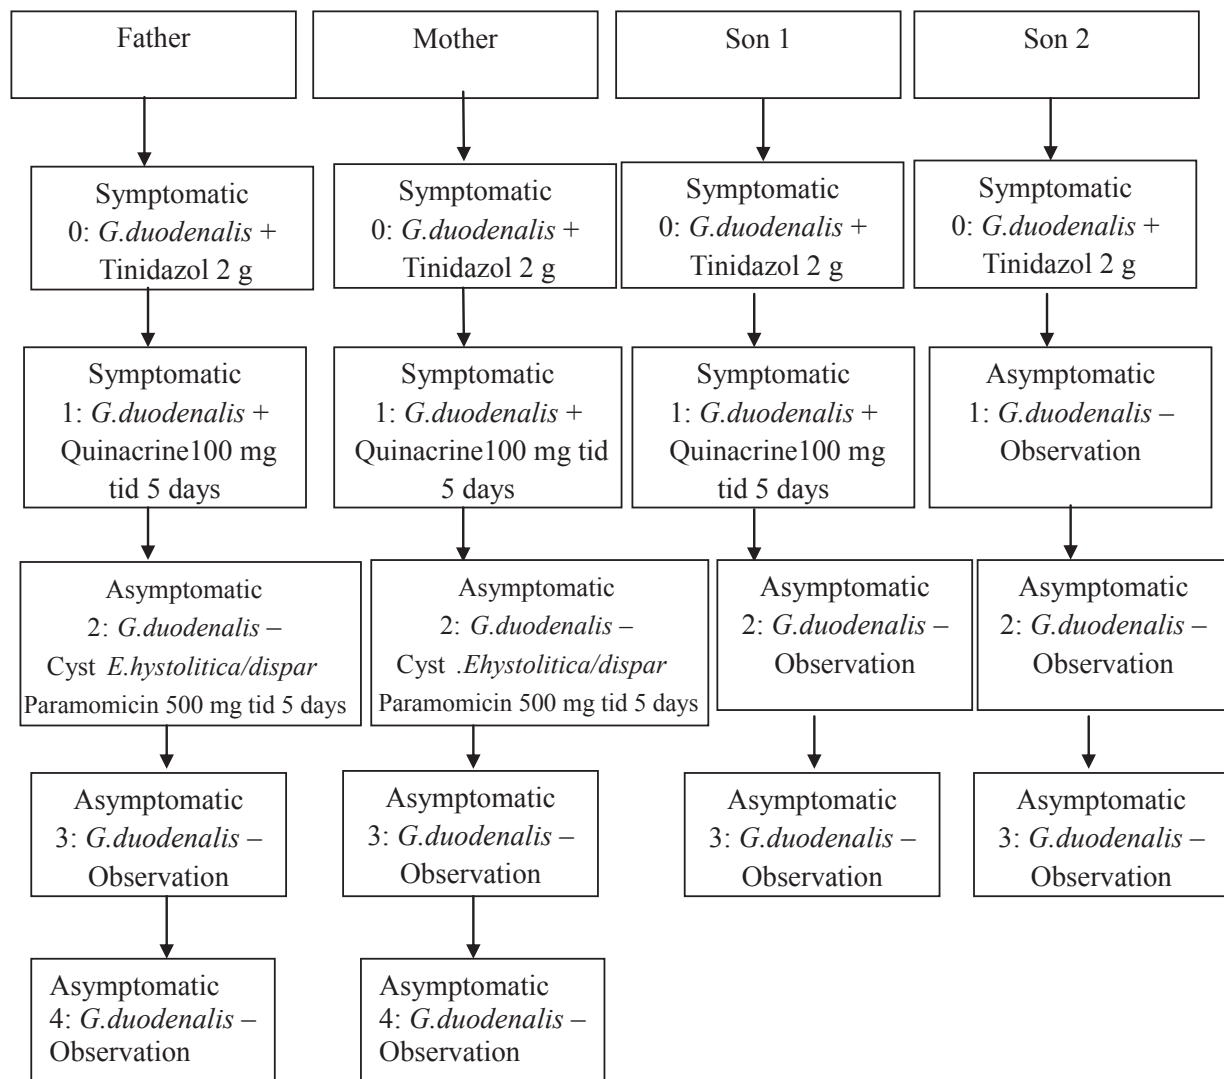 Father
Mother
Son 1
Son 2
Symptomatic
0: G.duodenalis +
Tinidazol 2 g
Symptomatic
0: G.duodenalis +
Tinidazol 2 g
Symptomatic
0: G.duodenalis +
Tinidazol 2 g
Symptomatic
0: G.duodenalis +
Tinidazol 2 g
Symptomatic
1: G.duodenalis +
Quinacrine100 mg
tid 5 days
Symptomatic
1: G.duodenalis +
Quinacrine100 mg tid
5 days
Symptomatic
1: G.duodenalis +
Quinacrine100 mg
tid 5 days
Asymptomatic
1: G.duodenalis –
Observation
Asymptomatic
2: G.duodenalis –
Cyst E.hystolitica/dispar
Paramomicin 500 mg tid 5 days
Asymptomatic
2: G.duodenalis –
Cyst .Ehystolitica/dispar
Paramomicin 500 mg tid 5 days
Asymptomatic
2: G.duodenalis –
Observation
Asymptomatic
2: G.duodenalis –
Observation
Asymptomatic
3: G.duodenalis –
Observation
Asymptomatic
3: G.duodenalis –
Observation
Asymptomatic
3: G.duodenalis –
Observation
Asymptomatic
3: G.duodenalis –
Observation
Asymptomatic
4: G.duodenalis –
Observation
Asymptomatic
4: G.duodenalis –
Observation